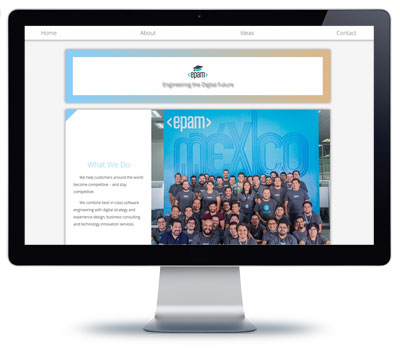 Home About Ideas Contact
<epam>
Engineering the Digital Future
What We Do
We help customers around the world
become competitive – and stay
competitive.
We combine best-in-class software
engineering with digital strategy and
experience design, business consulting
and technology innovation services.
<epam>
MEXICO